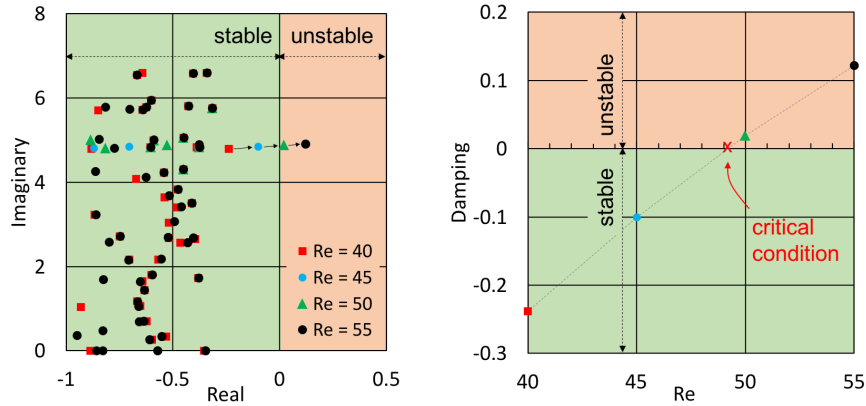 8
6
4
2
0
Imaginary
stable
unstable
Re = 40
Re = 45
Re = 50
Re = 55
-1
-0.5
0
0.5
Real
0.2
0.1
0
-0.1
-0.2
-0.3
Damping
unstable
stable
critical
condition
40
45
50
55
Re